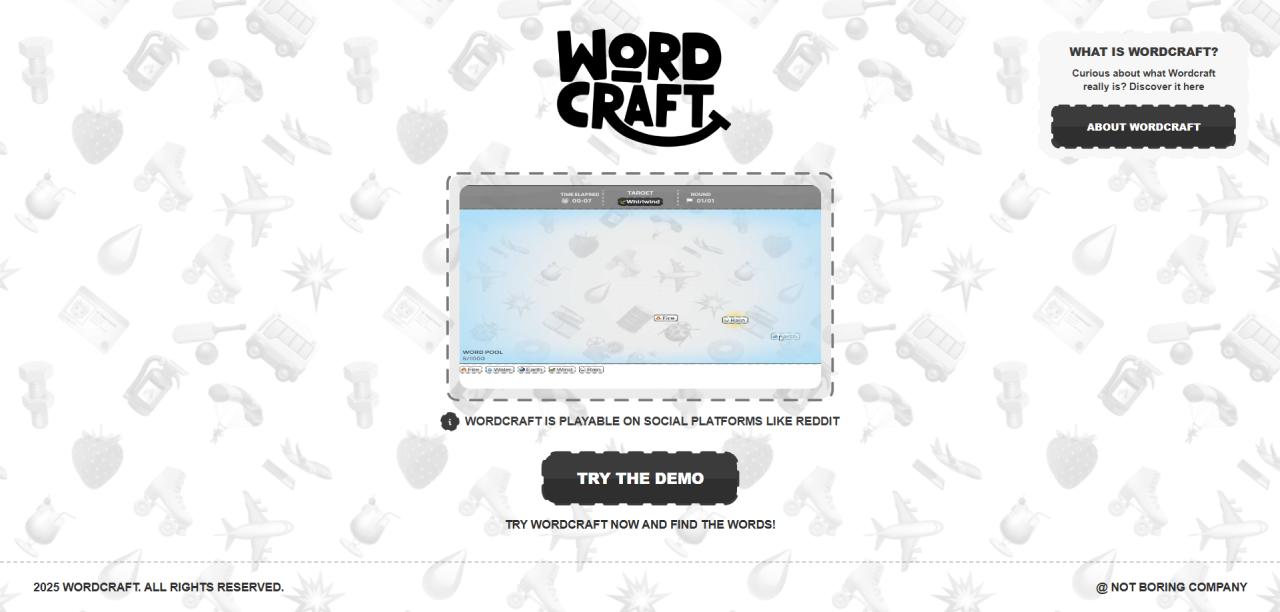 WORD
CRAFT
WHAT IS WORDCRAFT?
Curious about what Wordcraft
really is? Discover it here
ABOUT WORDCRAFT
TIME ELAPSED
00:07
TARGET
Whirlwind
ROUND
01/01
Fire
Rain
WORD POOL
5/1000
Fire
Water
Earth
Wind
Rain
WORDCRAFT IS PLAYABLE ON SOCIAL PLATFORMS LIKE REDDIT
TRY THE DEMO
TRY WORDCRAFT NOW AND FIND THE WORDS!
2025 WORDCRAFT. ALL RIGHTS RESERVED.
@ NOT BORING COMPANY